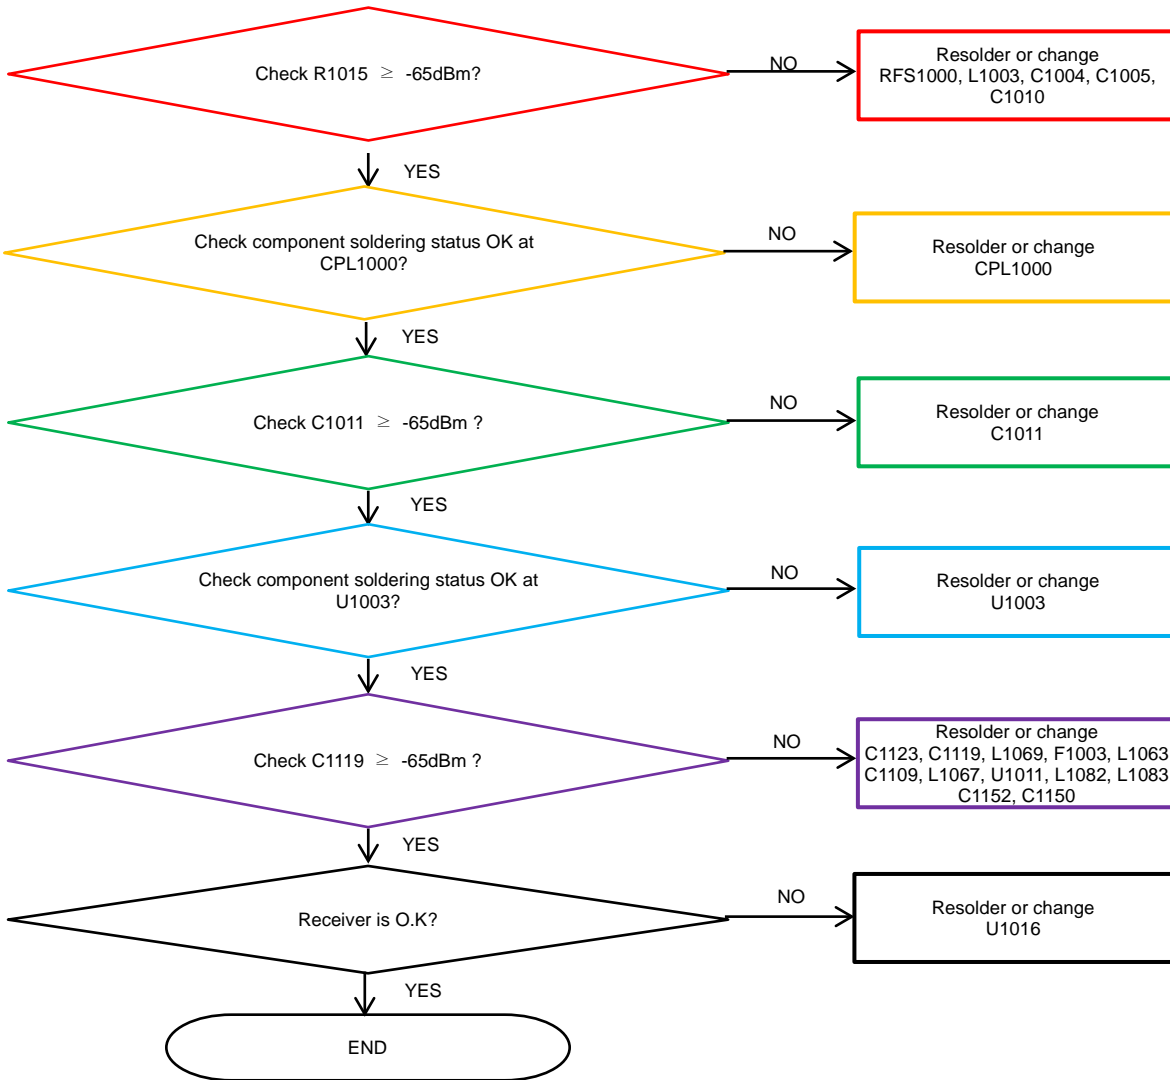 Check R1015 ≥ -65dBm?
NO
Resolder or change
RFS1000, L1003, C1004, C1005,
C1010
YES
Check component soldering status OK at
CPL1000?
NO
Resolder or change
CPL1000
YES
Check C1011 ≥ -65dBm ?
NO
Resolder or change
C1011
YES
Check component soldering status OK at
U1003?
NO
Resolder or change
U1003
YES
Check C1119 ≥ -65dBm ?
NO
Resolder or change
C1123, C1119, L1069, F1003, L1063
C1109, L1067, U1011, L1082, L1083
C1152, C1150
YES
Receiver is O.K?
NO
Resolder or change
U1016
YES
END